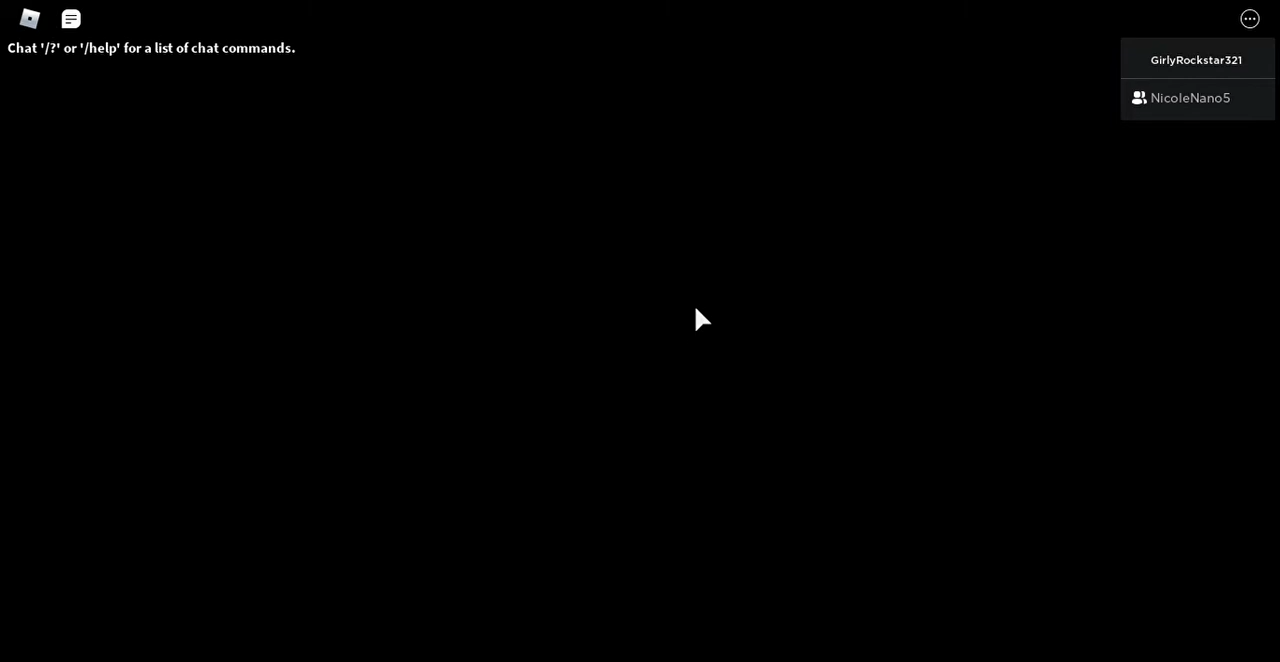 Chat '/?' or '/help' for a list of chat commands.
GirlyRockstar321
NicoleNano5